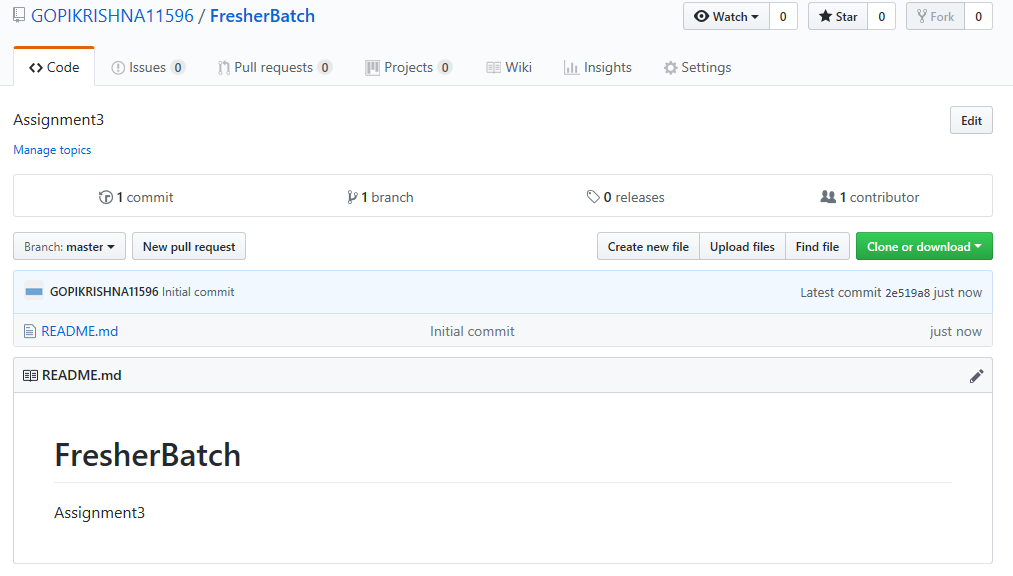 GOPIKRISHNA11596 / FresherBatch
Watch 0 Star 0 Fork 0
Code Issues 0 Pull requests 0 Projects 0 Wiki Insights Settings
Assignment3
Edit
Manage topics
1 commit 1 branch 0 releases 1 contributor
Branch: master New pull request Create new file Upload files Find file Clone or download
GOPIKRISHNA11596 Initial commit Latest commit 2e519a8 just now
README.md Initial commit just now
README.md
FresherBatch
Assignment3